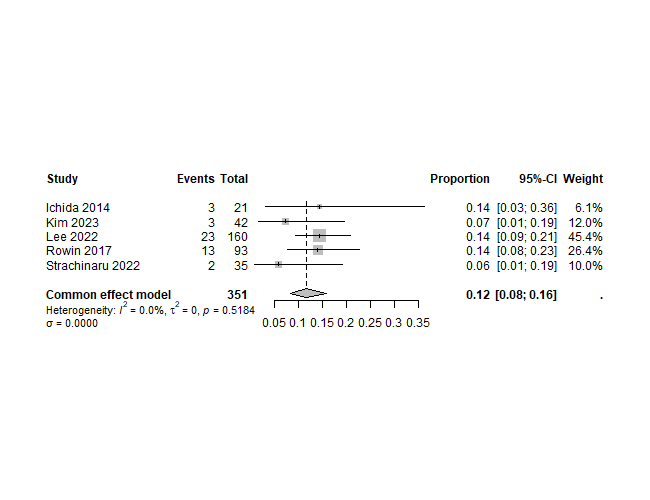 Study Events Total Proportion 95%-CI Weight
Ichida 2014 3 21 0.14 [0.03; 0.36] 6.1%
Kim 2023 3 42 0.07 [0.01; 0.19] 12.0%
Lee 2022 23 160 0.14 [0.09; 0.21] 45.4%
Rowin 2017 13 93 0.14 [0.08; 0.23] 26.4%
Strachinaru 2022 2 35 0.06 [0.01; 0.19] 10.0%
Common effect model 351 0.12 [0.08; 0.16] .
Heterogeneity: I² = 0.0%, τ² = 0, p = 0.5184
σ = 0.0000
0.05 0.1 0.15 0.2 0.25 0.3 0.35